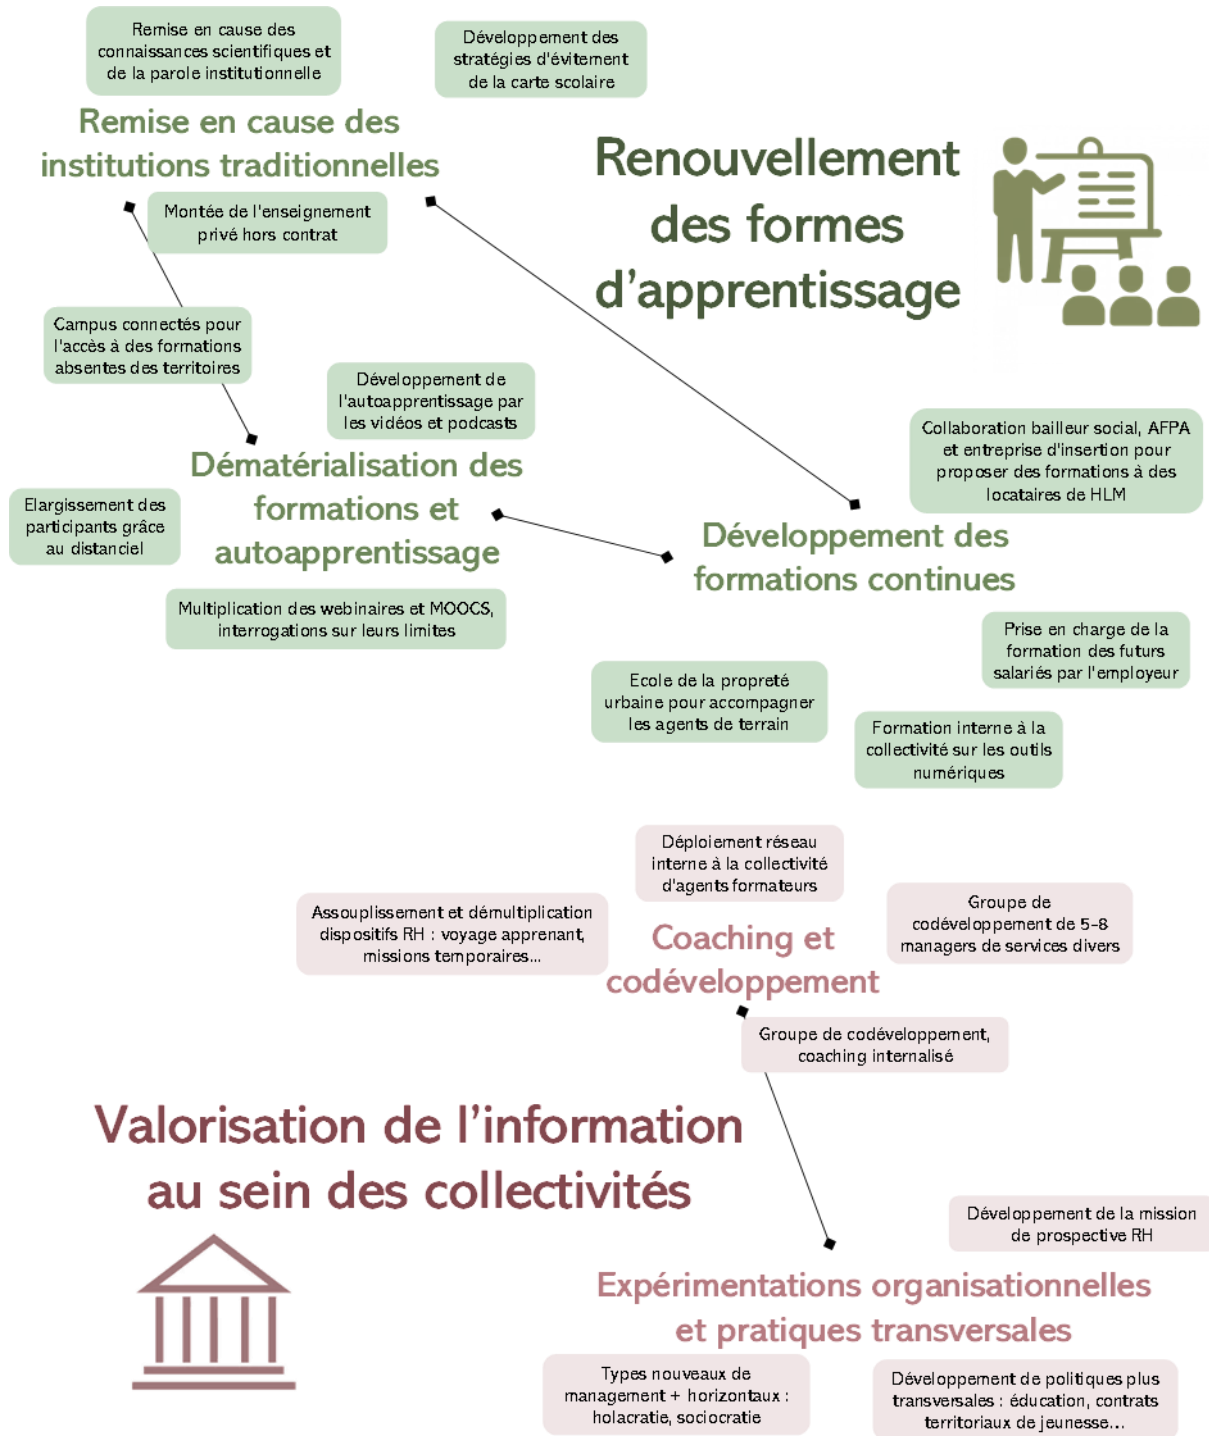 Remise en cause des
connaissances scientifiques et
de la parole institutionnelle
Développement des
stratégies d'évitement
de la carte scolaire
Remise en cause des
institutions traditionnelles
Renouvellement
des formes
d'apprentissage
Montée de l'enseignement
privé hors contrat
Campus connectés pour
l'accès à des formations
absentes des territoires
Développement de
l'autoapprentissage par
les vidéos et podcasts
Dématérialisation des
formations et
autoapprentissage
Elargissement des
participants grâce
au distanciel
Multiplication des webinaires et MOOCS,
interrogations sur leurs limites
Collaboration bailleur social, AFPA
et entreprise d'insertion pour
proposer des formations à des
locataires de HLM
Développement des
formations continues
Prise en charge de la
formation des futurs
salariés par l'employeur
Ecole de la propreté
urbaine pour accompagner
les agents de terrain
Formation interne à la
collectivité sur les outils
numériques
Déploiement réseau
interne à la collectivité
d'agents formateurs
Assouplissement et démultiplication
dispositifs RH : voyage apprenant,
missions temporaires...
Groupe de
codéveloppement de 5-8
managers de services divers
Coaching et
codéveloppement
Groupe de codéveloppement,
coaching internalisé
Valorisation de l'information
au sein des collectivités
Développement de la mission
de prospective RH
Expérimentations organisationnelles
et pratiques transversales
Types nouveaux de
management + horizontaux :
holacratie, sociocratie
Développement de politiques plus
transversales : éducation, contrats
territoriaux de jeunesse...